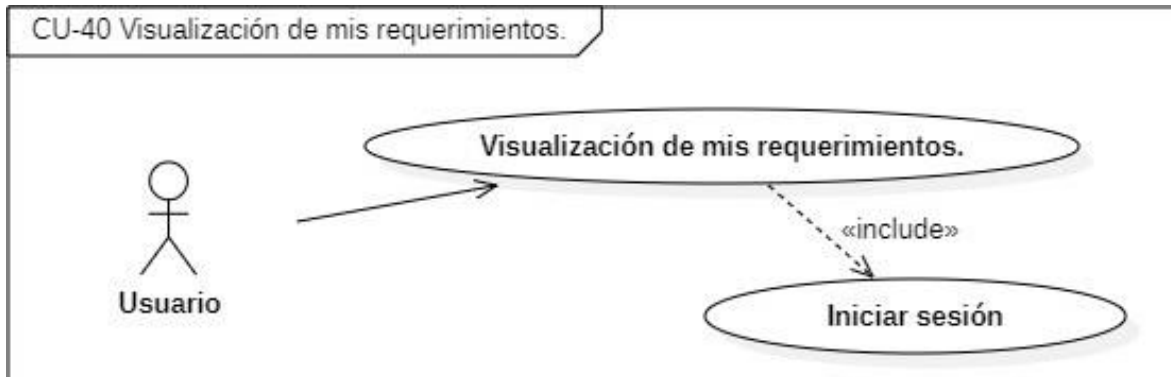 CU-40 Visualización de mis requerimientos.
Visualización de mis requerimientos.
«include»
Usuario
Iniciar sesión